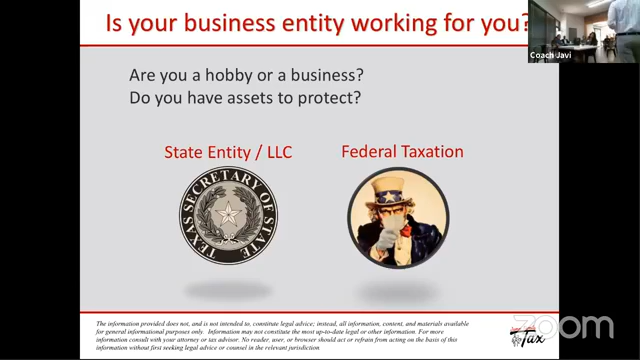 Is your business entity working for you?
Coach Javi
Are you a hobby or a business?
Do you have assets to protect?
State Entity / LLC
Federal Taxation
TEXAS SECRETARY OF STATE
The information provided does not, and is not intended to, constitute legal advice; instead, all information, content, and materials available
for general informational purposes only. Information may not constitute the most up-to-date legal or other information. For more
information consult with your attorney or tax advisor. No reader, user, or browser should act or refrain from acting on the basis of this
information without first seeking legal advice or counsel in the relevant jurisdiction.
Tax
zoom